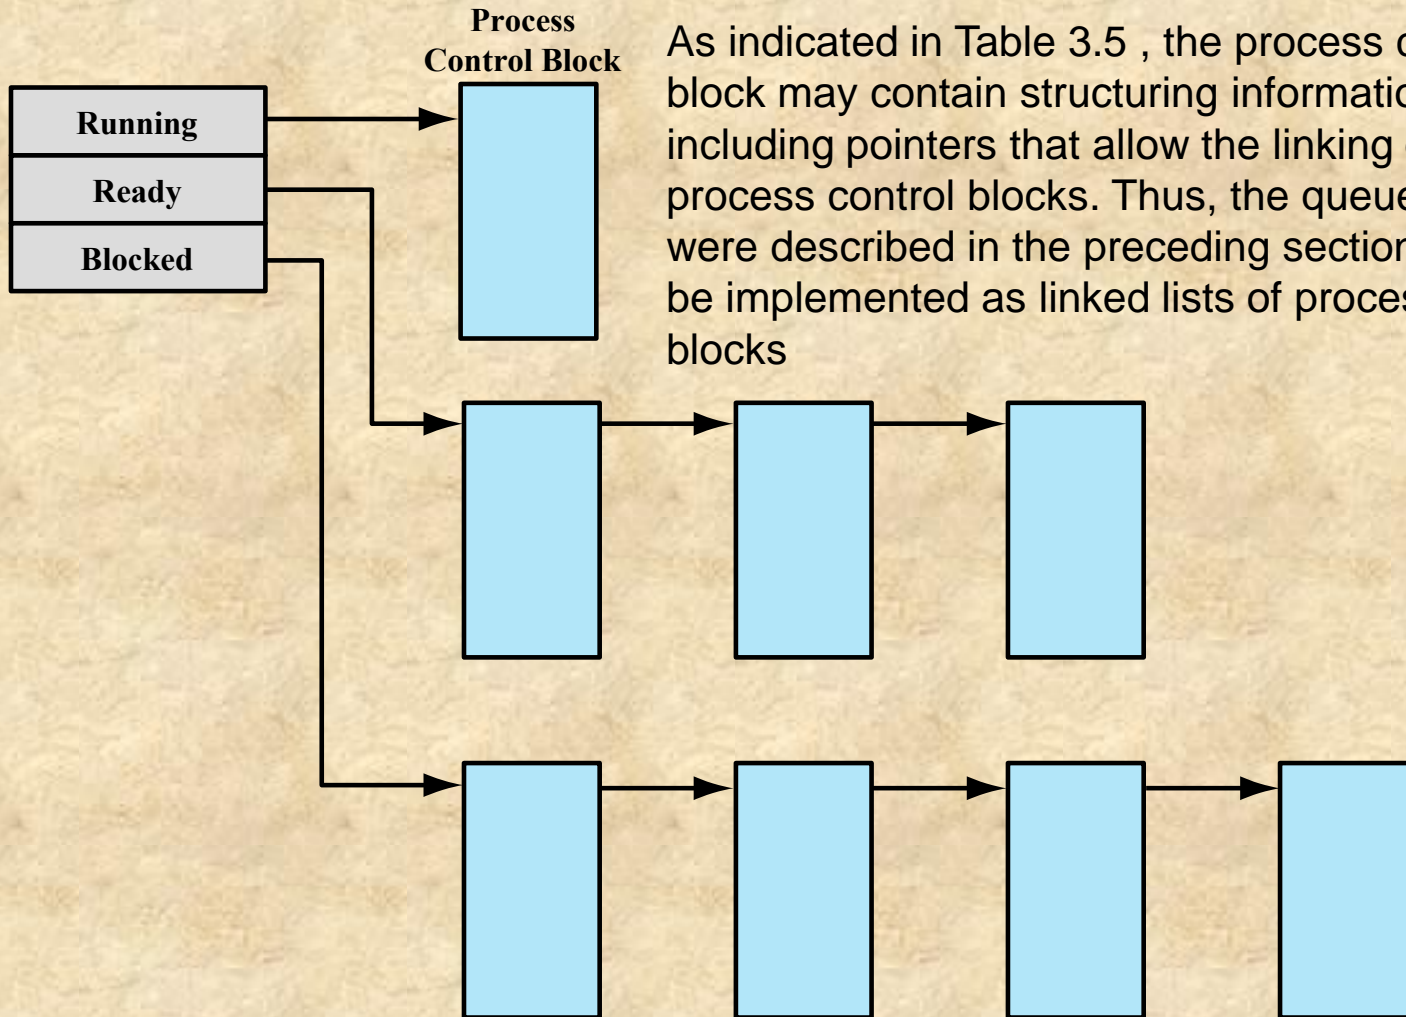 Process
Control Block
Running
Ready
Blocked
As indicated in Table 3.5 , the process
block may contain structuring
including pointers that allow the linking
process control blocks. Thus, the
were described in the preceding
be implemented as linked lists of
blocks